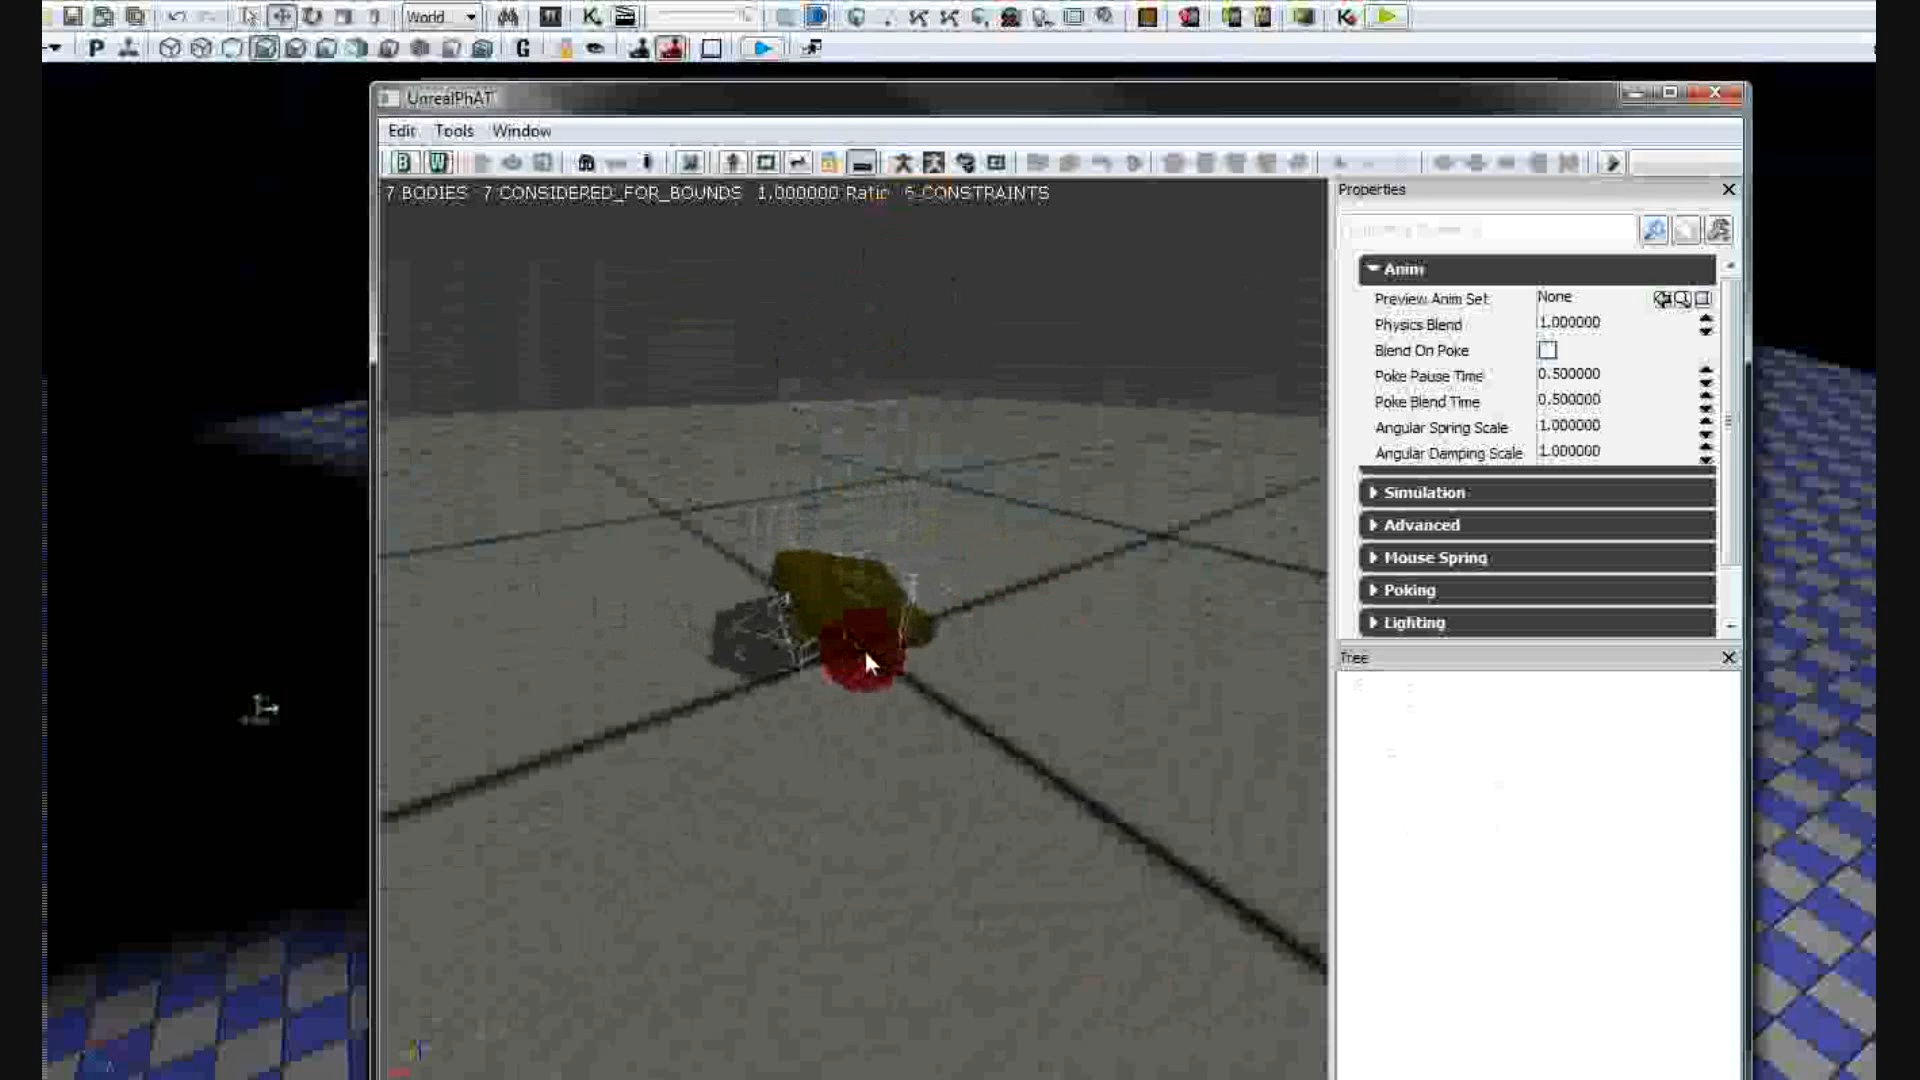 World
P
G
UnrealPhAT
Edit Tools Window
B W
7 BODIES 7 CONSIDERED_FOR_BOUNDS 1.000000 Ratio 6 CONSTRAINTS
Properties
Anim
Preview Anim Set None
Physics Blend 1.000000
Blend On Poke
Poke Pause Time 0.500000
Poke Blend Time 0.500000
Angular Spring Scale 1.000000
Angular Damping Scale 1.000000
Simulation
Advanced
Mouse Spring
Poking
Lighting
Tree